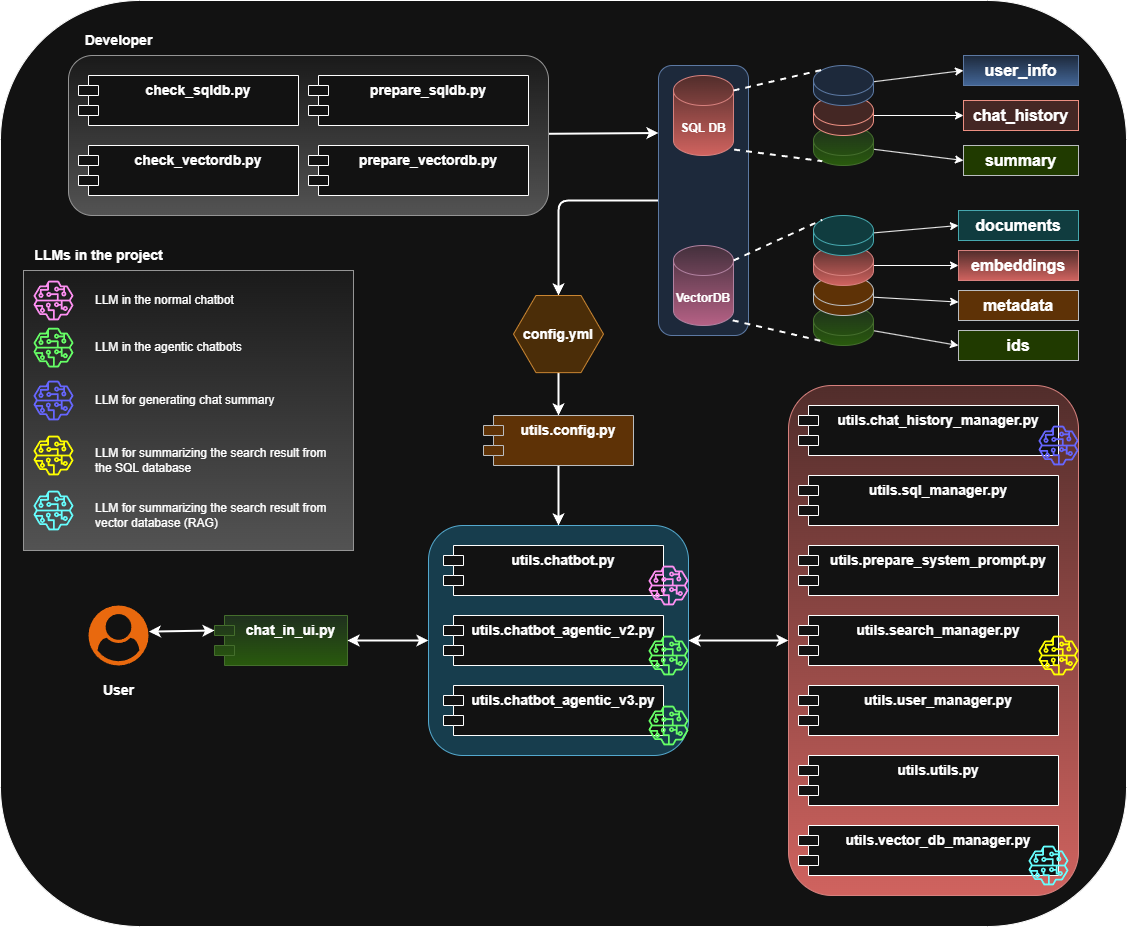 Developer
check_sqldb.py
prepare_sqldb.py
check_vectordb.py
prepare_vectordb.py
SQL DB
VectorDB
user_info
chat_history
summary
documents
embeddings
metadata
ids
LLMs in the project
LLM in the normal chatbot
LLM in the agentic chatbots
LLM for generating chat summary
LLM for summarizing the search result from
the SQL database
LLM for summarizing the search result from
vector database (RAG)
config.yml
utils.config.py
User
chat_in_ui.py
utils.chatbot.py
utils.chatbot_agentic_v2.py
utils.chatbot_agentic_v3.py
utils.chat_history_manager.py
utils.sql_manager.py
utils.prepare_system_prompt.py
utils.search_manager.py
utils.user_manager.py
utils.utils.py
utils.vector_db_manager.py